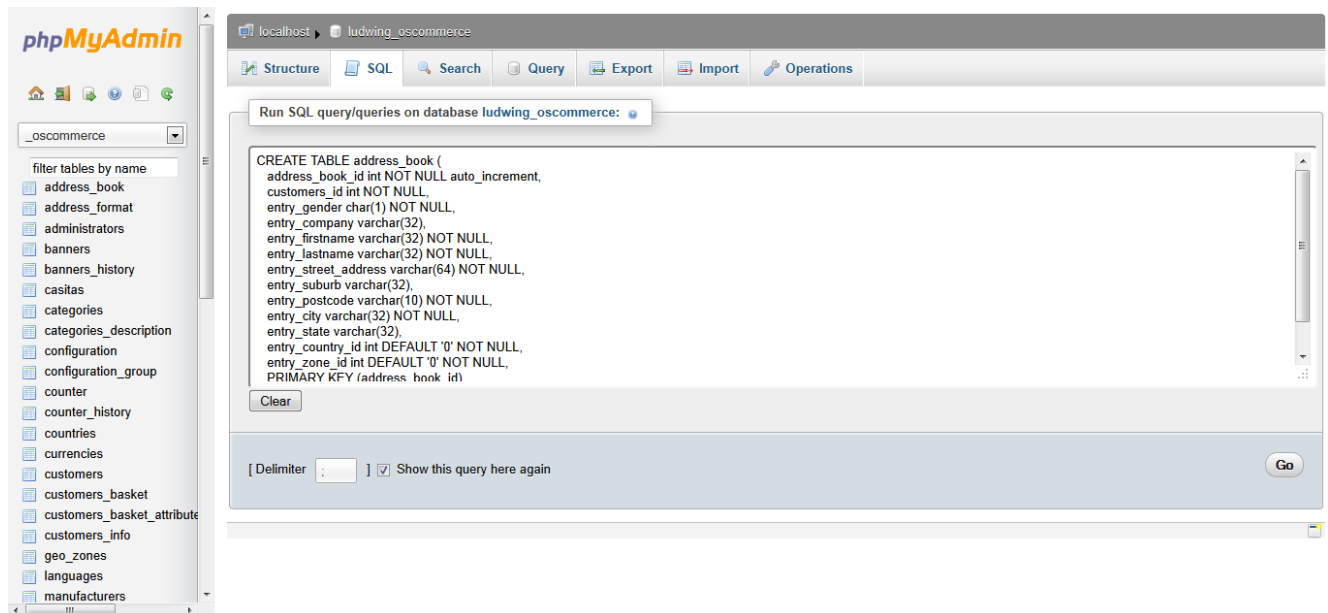 phpMyAdmin
_oscommerce
filter tables by name
address_book
address_format
administrators
banners
banners_history
casitas
categories
categories_description
configuration
configuration_group
counter
counter_history
countries
currencies
customers
customers_basket
customers_basket_attribute
customers_info
geo_zones
languages
manufacturers
localhost ▸ ludwing_oscommerce
Structure SQL Search Query Export Import Operations
Run SQL query/queries on database ludwing_oscommerce:
CREATE TABLE address_book (
address_book_id int NOT NULL auto_increment,
customers_id int NOT NULL,
entry_gender char(1) NOT NULL,
entry_company varchar(32),
entry_firstname varchar(32) NOT NULL,
entry_lastname varchar(32) NOT NULL,
entry_street_address varchar(64) NOT NULL,
entry_suburb varchar(32),
entry_postcode varchar(10) NOT NULL,
entry_city varchar(32) NOT NULL,
entry_state varchar(32),
entry_country_id int DEFAULT '0' NOT NULL,
entry_zone_id int DEFAULT '0' NOT NULL,
PRIMARY KEY (address_book_id)
Clear
[ Delimiter ; ] Show this query here again
Go